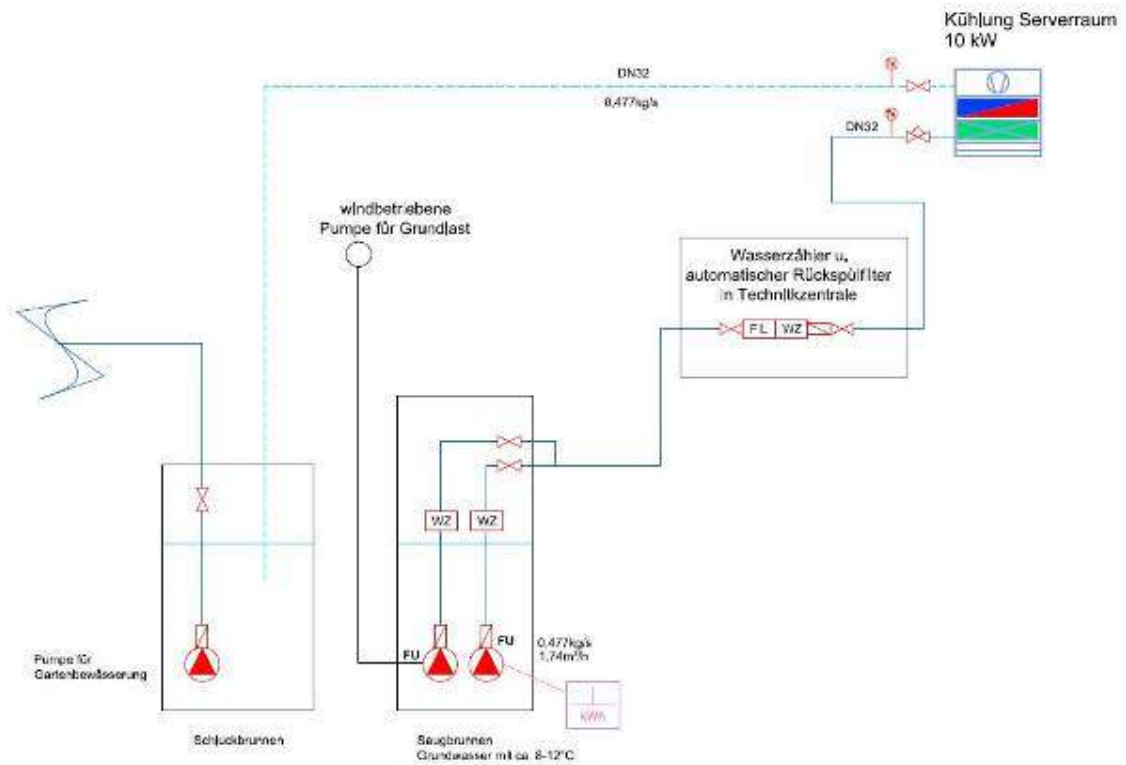 Kühlung Serverraum
10 kW
DN32
0,477kg/s
DN32
windbetriebene
Pumpe für Grundlast
Wasserzähler u.
automatischer Rückspülfilter
in Technikzentrale
FIL WZ
WZ WZ
FU
FU
0,477kg/s
1,74m³/h
Pumpe für
Gartenbewässerung
kWh
Schluckbrunnen
Saugbrunnen
Grundwasser mit ca. 8-12°C